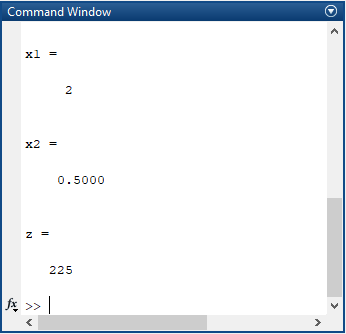 Command Window
x1 =
2
x2 =
0.5000
z =
225
fx >>